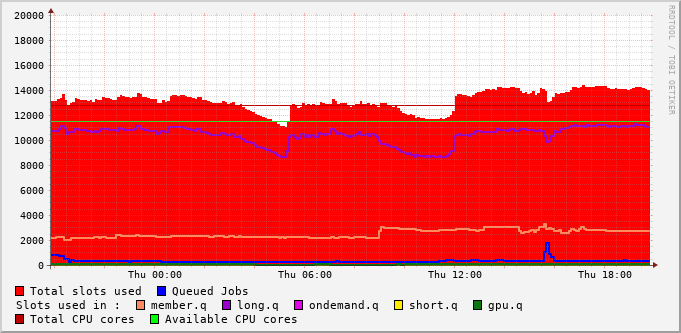 20000
18000
16000
14000
12000
10000
8000
6000
4000
2000
0
Thu 00:00 Thu 06:00 Thu 12:00 Thu 18:00
RRDTOOL / TOBI OETIKER
Total slots used Queued Jobs
Slots used in : member.q long.q ondemand.q short.q gpu.q
Total CPU cores Available CPU cores